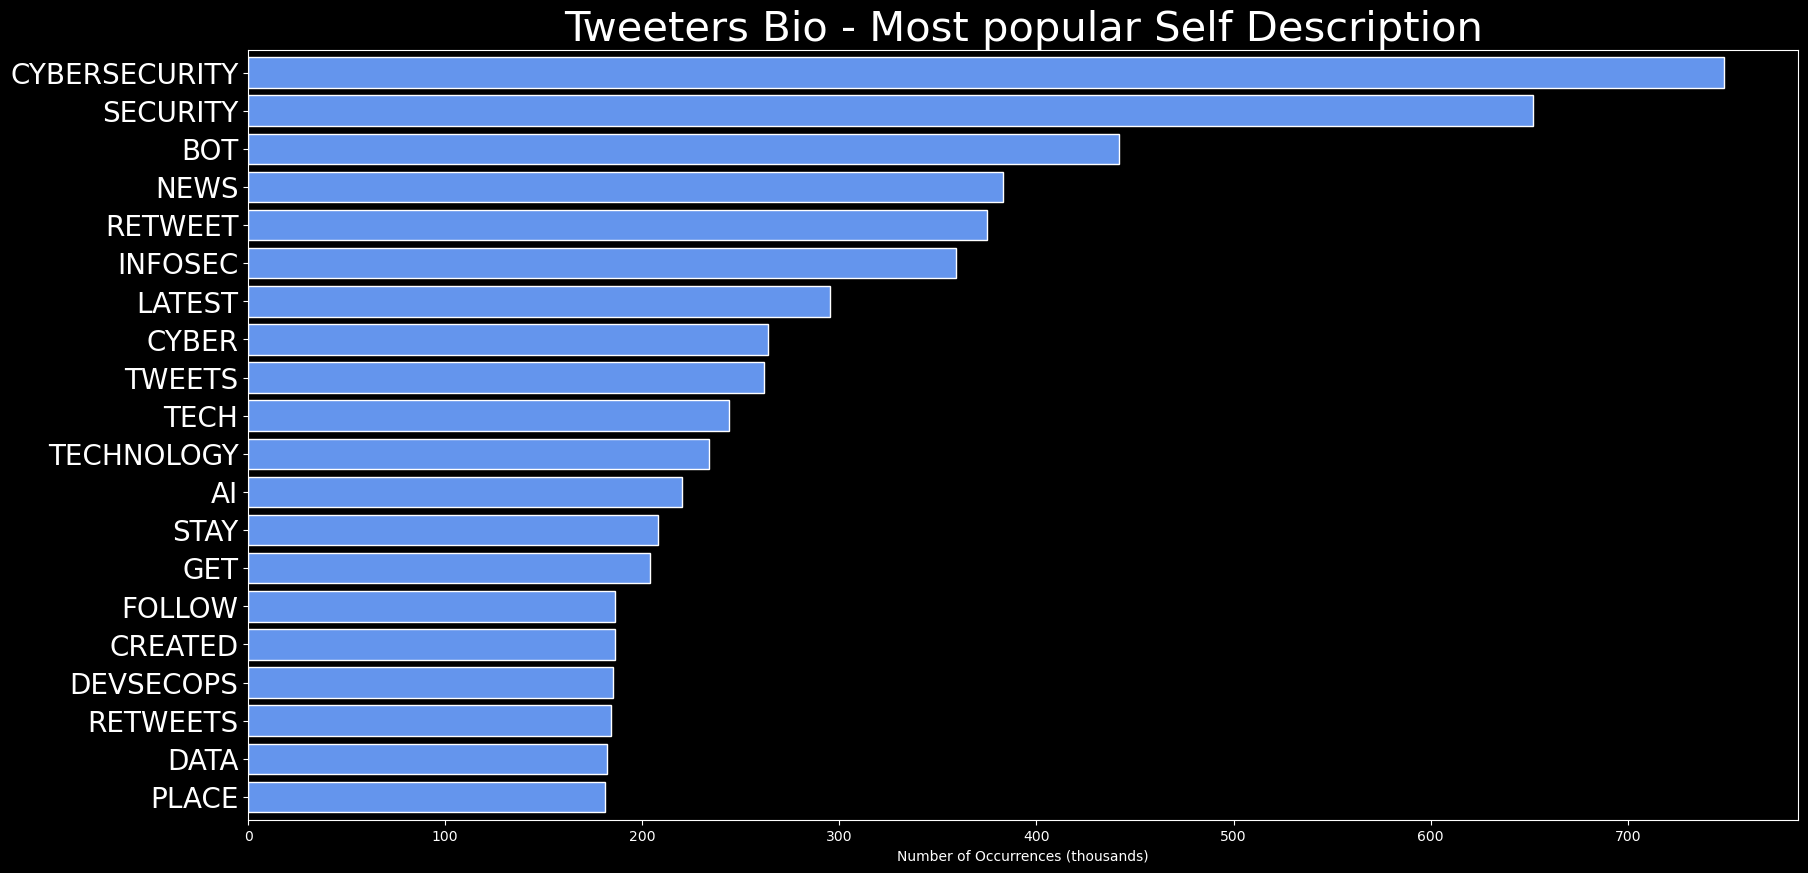 Tweeters Bio - Most popular Self Description
CYBERSECURITY
SECURITY
BOT
NEWS
RETWEET
INFOSEC
LATEST
CYBER
TWEETS
TECH
TECHNOLOGY
AI
STAY
GET
FOLLOW
CREATED
DEVSECOPS
RETWEETS
DATA
PLACE
0 100 200 300 400 500 600 700
Number of Occurrences (thousands)